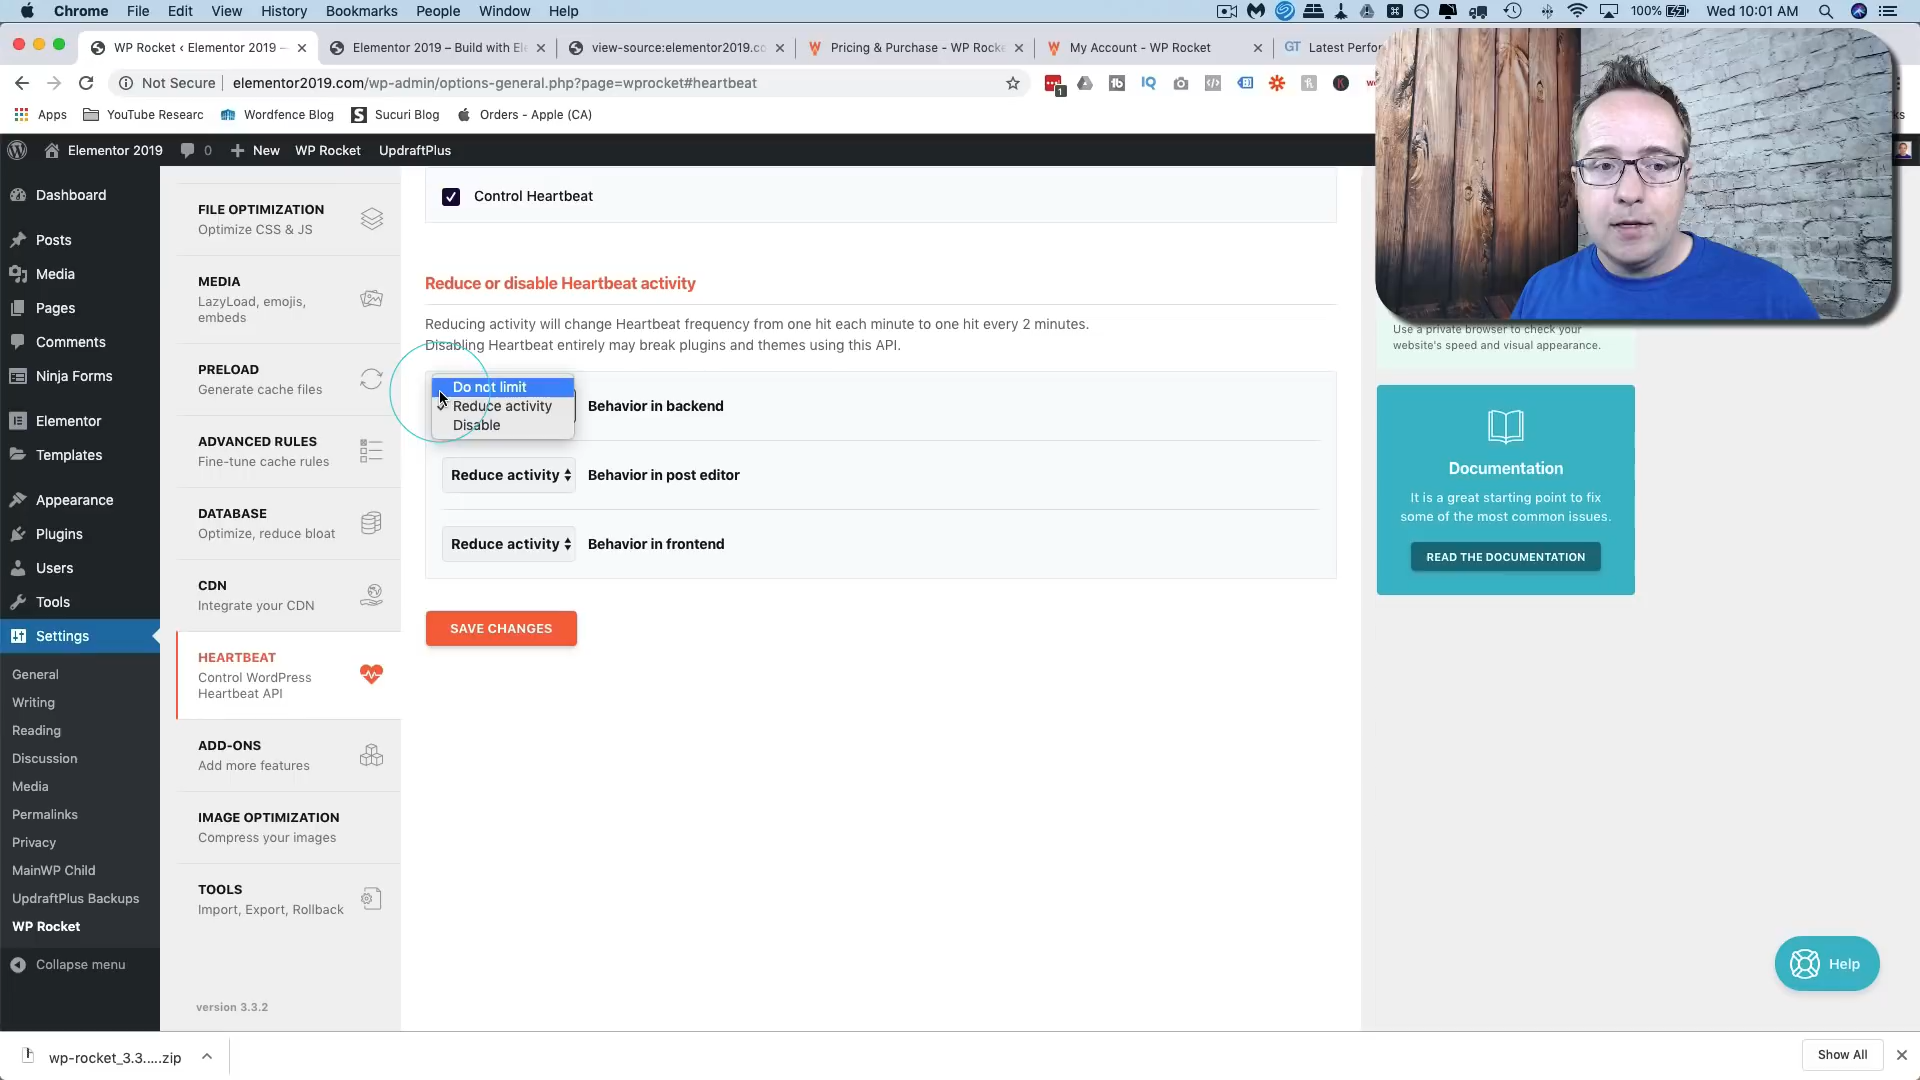 Chrome File Edit View History Bookmarks People Window Help
100% Wed 10:01 AM
WP Rocket ‹ Elementor 2019 —
Elementor 2019 – Build with Ele
view-source:elementor2019.co
Pricing & Purchase - WP Rocke
My Account - WP Rocket
GT Latest Perfor
Not Secure elementor2019.com/wp-admin/options-general.php?page=wprocket#heartbeat
Apps YouTube Researc Wordfence Blog Sucuri Blog Orders - Apple (CA)
Elementor 2019 0 New WP Rocket UpdraftPlus
Dashboard
Posts
Media
Pages
Comments
Ninja Forms
Elementor
Templates
Appearance
Plugins
Users
Tools
Settings
General
Writing
Reading
Discussion
Media
Permalinks
Privacy
MainWP Child
UpdraftPlus Backups
WP Rocket
Collapse menu
FILE OPTIMIZATION
Optimize CSS & JS
MEDIA
LazyLoad, emojis,
embeds
PRELOAD
Generate cache files
ADVANCED RULES
Fine-tune cache rules
DATABASE
Optimize, reduce bloat
CDN
Integrate your CDN
HEARTBEAT
Control WordPress
Heartbeat API
ADD-ONS
Add more features
IMAGE OPTIMIZATION
Compress your images
TOOLS
Import, Export, Rollback
version 3.3.2
Control Heartbeat
Reduce or disable Heartbeat activity
Reducing activity will change Heartbeat frequency from one hit each minute to one hit every 2 minutes.
Disabling Heartbeat entirely may break plugins and themes using this API.
Do not limit
Reduce activity
Disable
Behavior in backend
Reduce activity Behavior in post editor
Reduce activity Behavior in frontend
SAVE CHANGES
Use a private browser to check your
website's speed and visual appearance.
Documentation
It is a great starting point to fix
some of the most common issues.
READ THE DOCUMENTATION
Help
wp-rocket_3.3.....zip
Show All